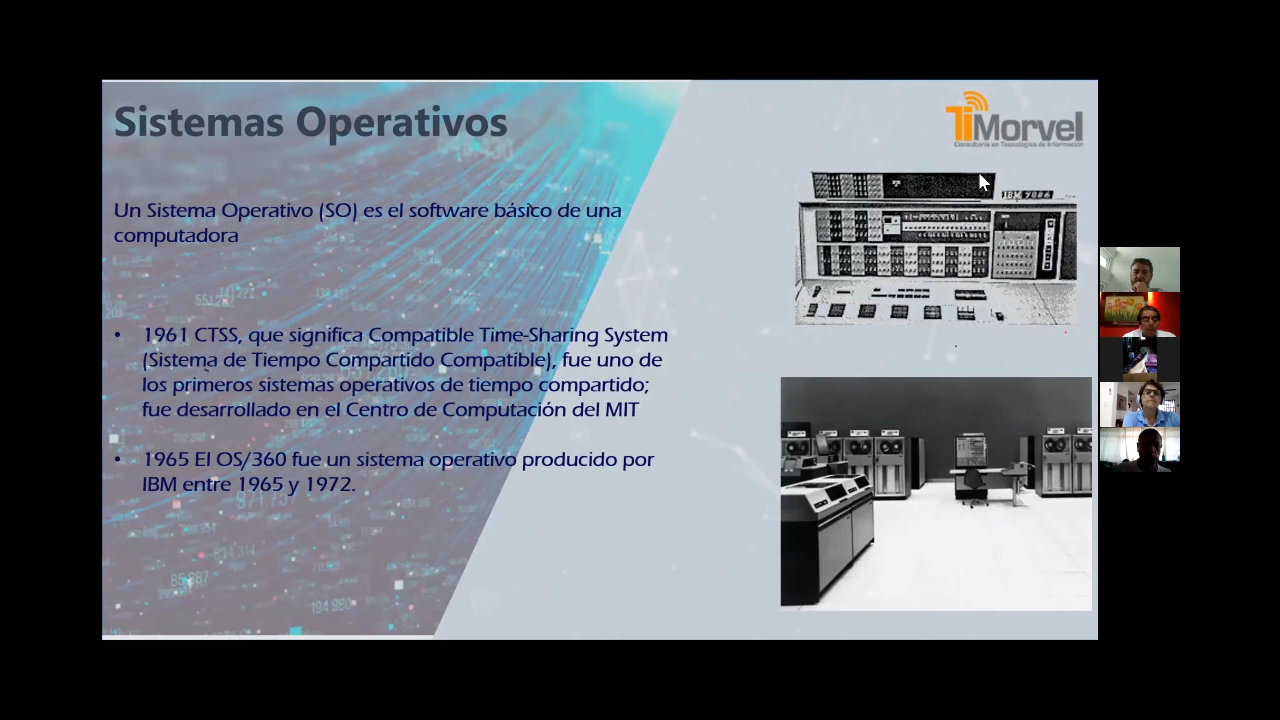 Sistemas Operativos
TiMorvel
Consultoría en Tecnologías de Información
Un Sistema Operativo (SO) es el software básico de una
computadora
IBM 7094
• 1961 CTSS, que significa Compatible Time-Sharing System
(Sistema de Tiempo Compartido Compatible), fue uno de
los primeros sistemas operativos de tiempo compartido;
fue desarrollado en el Centro de Computación del MIT
• 1965 El OS/360 fue un sistema operativo producido por
IBM entre 1965 y 1972.